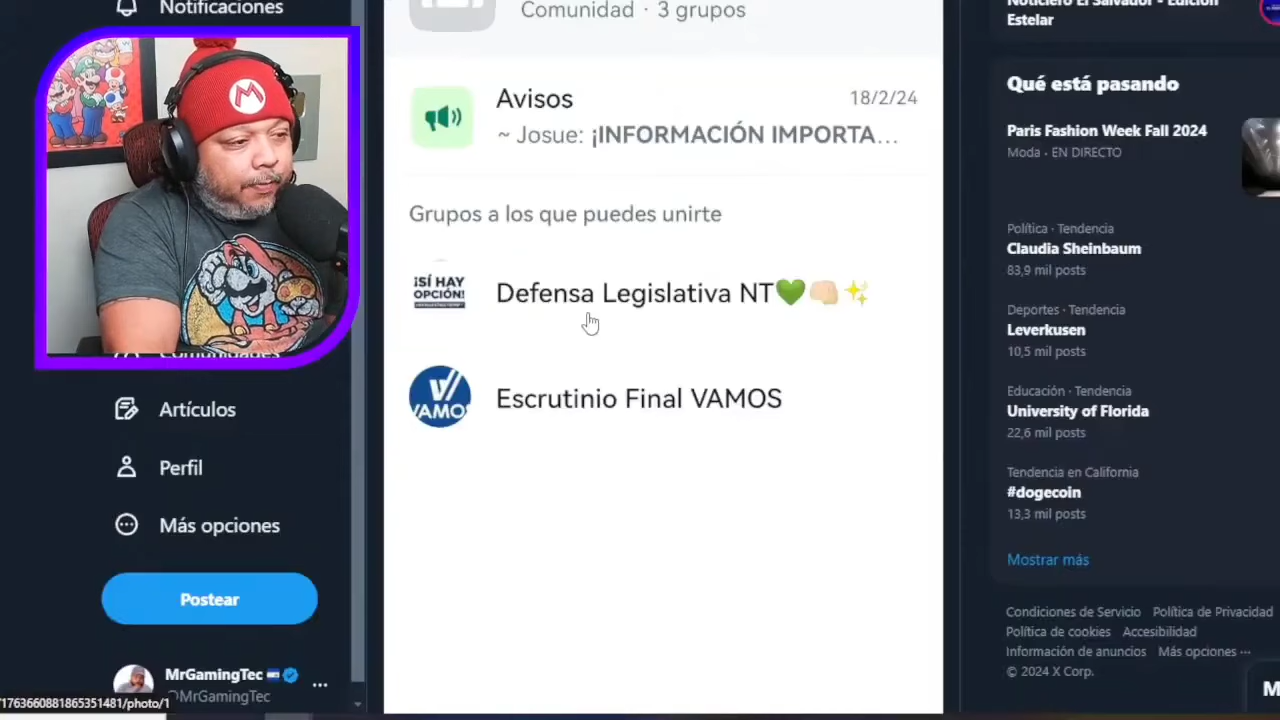 Notificaciones
Artículos
Perfil
Más opciones
Postear
MrGamingTec
@MrGamingTec
1763660881865351481/photo/1
M
Comunidad · 3 grupos
Avisos
18/2/24
~ Josue: ¡INFORMACIÓN IMPORTA...
Grupos a los que puedes unirte
¡SÍ HAY
OPCIÓN!
Defensa Legislativa NT💚👊🏻✨
VAMOS
Escrutinio Final VAMOS
Noticiero El Salvador - Edición
Estelar
Qué está pasando
Paris Fashion Week Fall 2024
Moda · EN DIRECTO
Política · Tendencia
Claudia Sheinbaum
83,9 mil posts
Deportes · Tendencia
Leverkusen
10,5 mil posts
Educación · Tendencia
University of Florida
22,6 mil posts
Tendencia en California
#dogecoin
13,3 mil posts
Mostrar más
Condiciones de Servicio Política de Privacidad
Política de cookies Accesibilidad
Información de anuncios Más opciones ···
© 2024 X Corp.
M